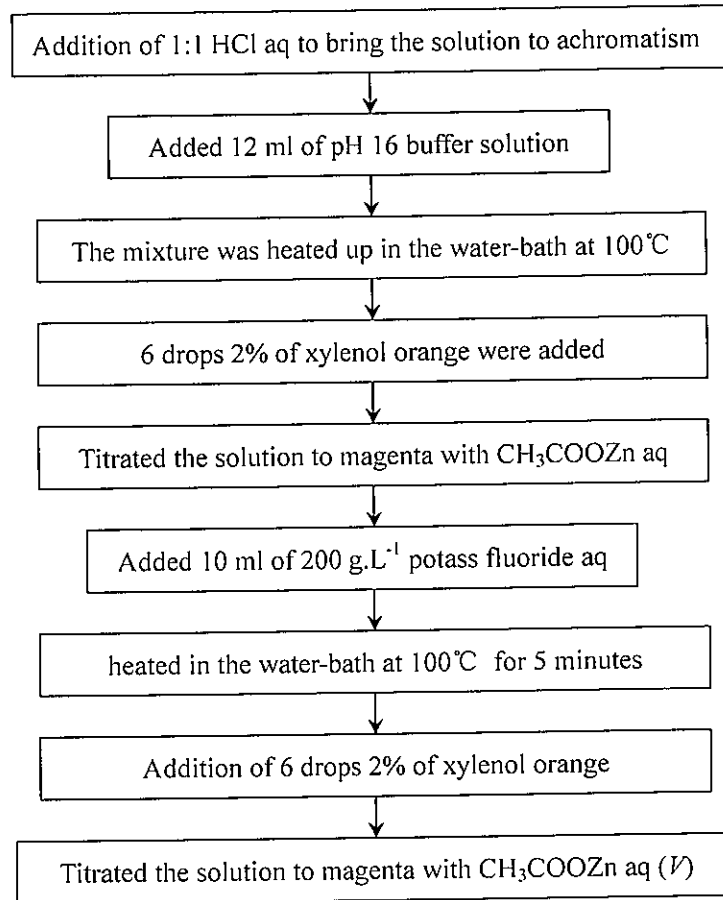 Addition of 1:1 HCl aq to bring the solution to achromatism
Added 12 ml of pH 16 buffer solution
The mixture was heated up in the water-bath at 100℃
6 drops 2% of xylenol orange were added
Titrated the solution to magenta with CH₃COOZn aq
Added 10 ml of 200 g.L⁻¹ potass fluoride aq
heated in the water-bath at 100℃ for 5 minutes
Addition of 6 drops 2% of xylenol orange
Titrated the solution to magenta with CH₃COOZn aq (V)